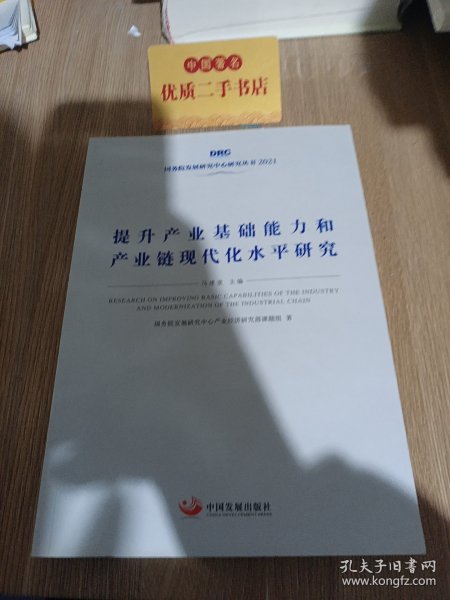 中国著名
优质二手书店
DRC
国务院发展研究中心研究丛书 2021
提升产业基础能力和
产业链现代化水平研究
马建堂 主编
RESEARCH ON IMPROVING BASIC CAPABILITIES OF THE INDUSTRY
AND MODERNIZATION OF THE INDUSTRIAL CHAIN
国务院发展研究中心产业经济研究部课题组 著
中国发展出版社
CHINA DEVELOPMENT PRESS
孔夫子旧书网
www.kongfz.com